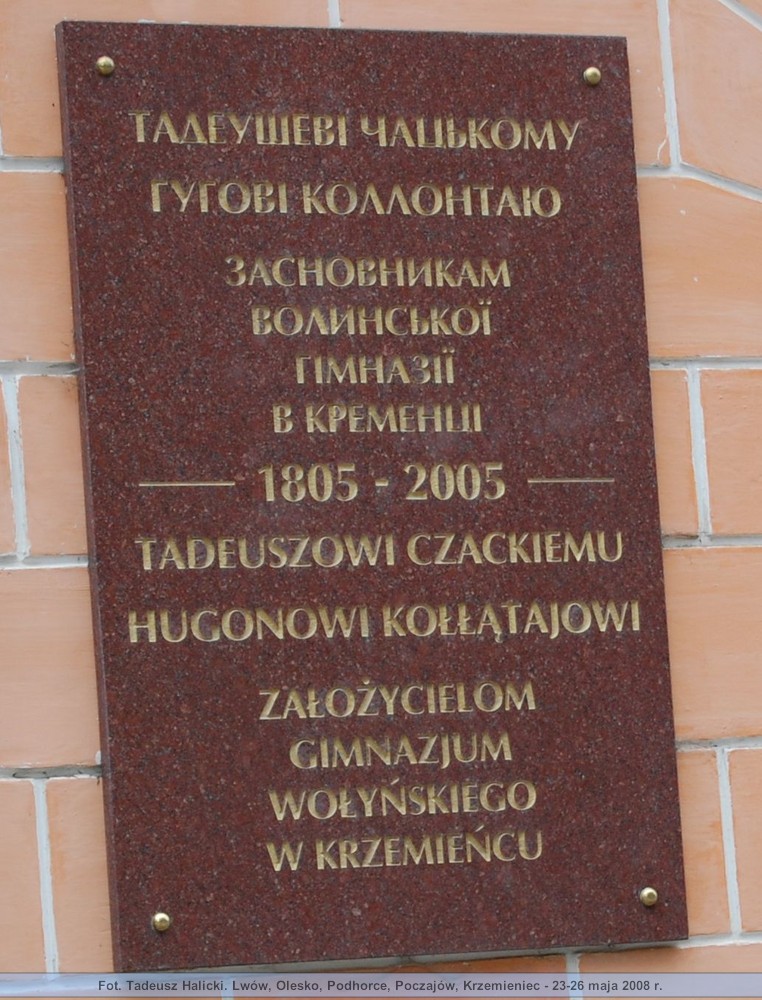 ТАДЕУШЕВІ ЧАЦЬКОМУ
ГУГОВІ КОЛЛОНТАЮ
ЗАСНОВНИКАМ
ВОЛИНСЬКОЇ
ГІМНАЗІЇ
В КРЕМЕНЦІ
1805 - 2005
TADEUSZOWI CZACKIEMU
HUGONOWI KOŁŁĄTAJOWI
ZAŁOŻYCIELOM
GIMNAZJUM
WOŁYŃSKIEGO
W KRZEMIEŃCU
Fot. Tadeusz Halicki. Lwów, Olesko, Podhorce, Poczajów, Krzemieniec - 23-26 maja 2008 r.